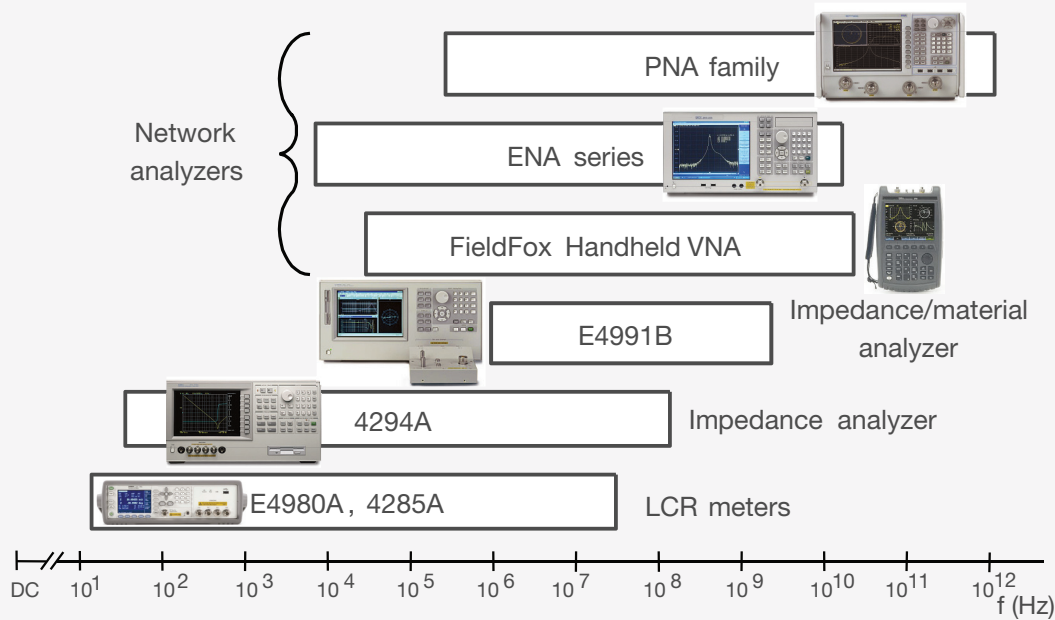 PNA family
Network
analyzers
ENA series
FieldFox Handheld VNA
E4991B
Impedance/material
analyzer
4294A
Impedance analyzer
E4980A, 4285A
LCR meters
DC 10¹ 10² 10³ 10⁴ 10⁵ 10⁶ 10⁷ 10⁸ 10⁹ 10¹⁰ 10¹¹ 10¹²
f (Hz)